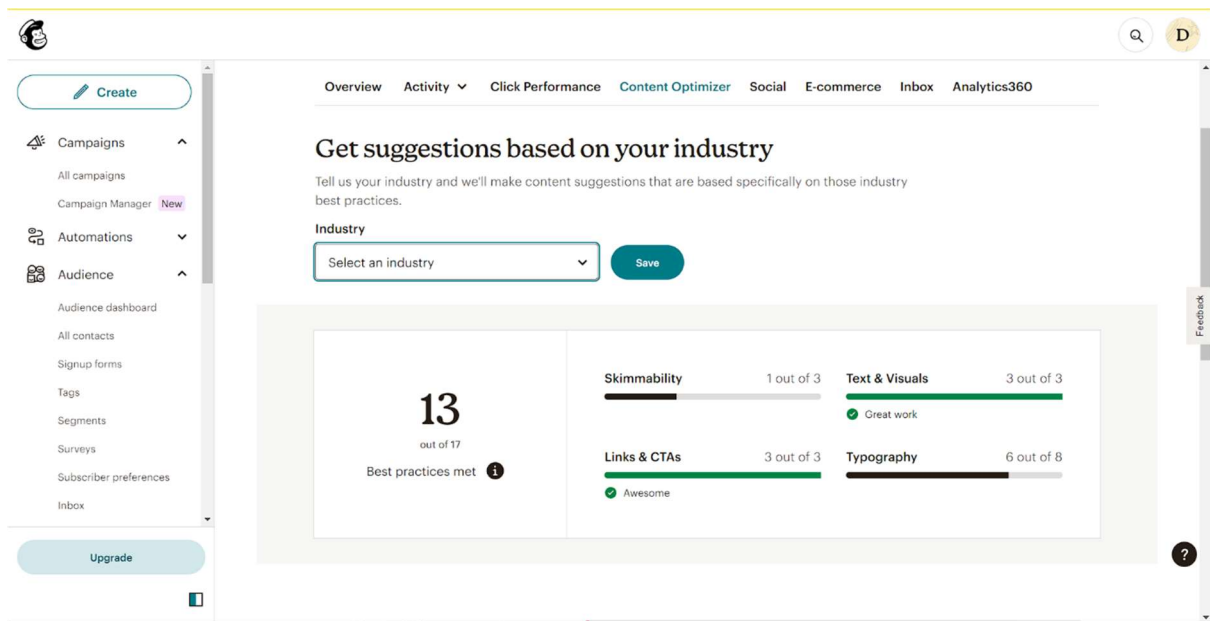 D
Create
Campaigns
All campaigns
Campaign Manager New
Automations
Audience
Audience dashboard
All contacts
Signup forms
Tags
Segments
Surveys
Subscriber preferences
Inbox
Upgrade
Overview Activity Click Performance Content Optimizer Social E-commerce Inbox Analytics360
Get suggestions based on your industry
Tell us your industry and we'll make content suggestions that are based specifically on those industry
best practices.
Industry
Select an industry Save
13
out of 17
Best practices met i
Skimmability 1 out of 3
Text & Visuals 3 out of 3
Great work
Links & CTAs 3 out of 3
Awesome
Typography 6 out of 8
Feedback
?